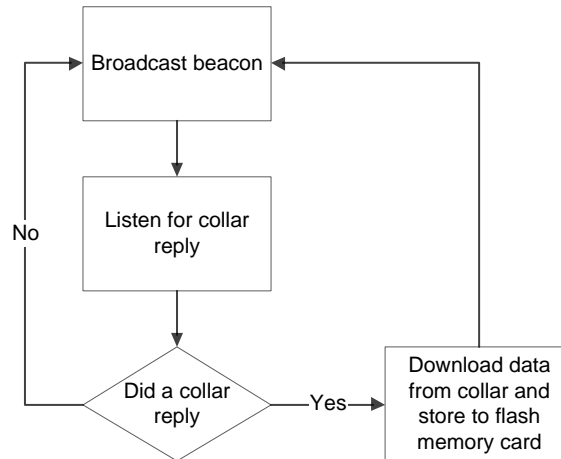 Broadcast beacon
Listen for collar
reply
No
Did a collar
reply
Yes
Download data
from collar and
store to flash
memory card